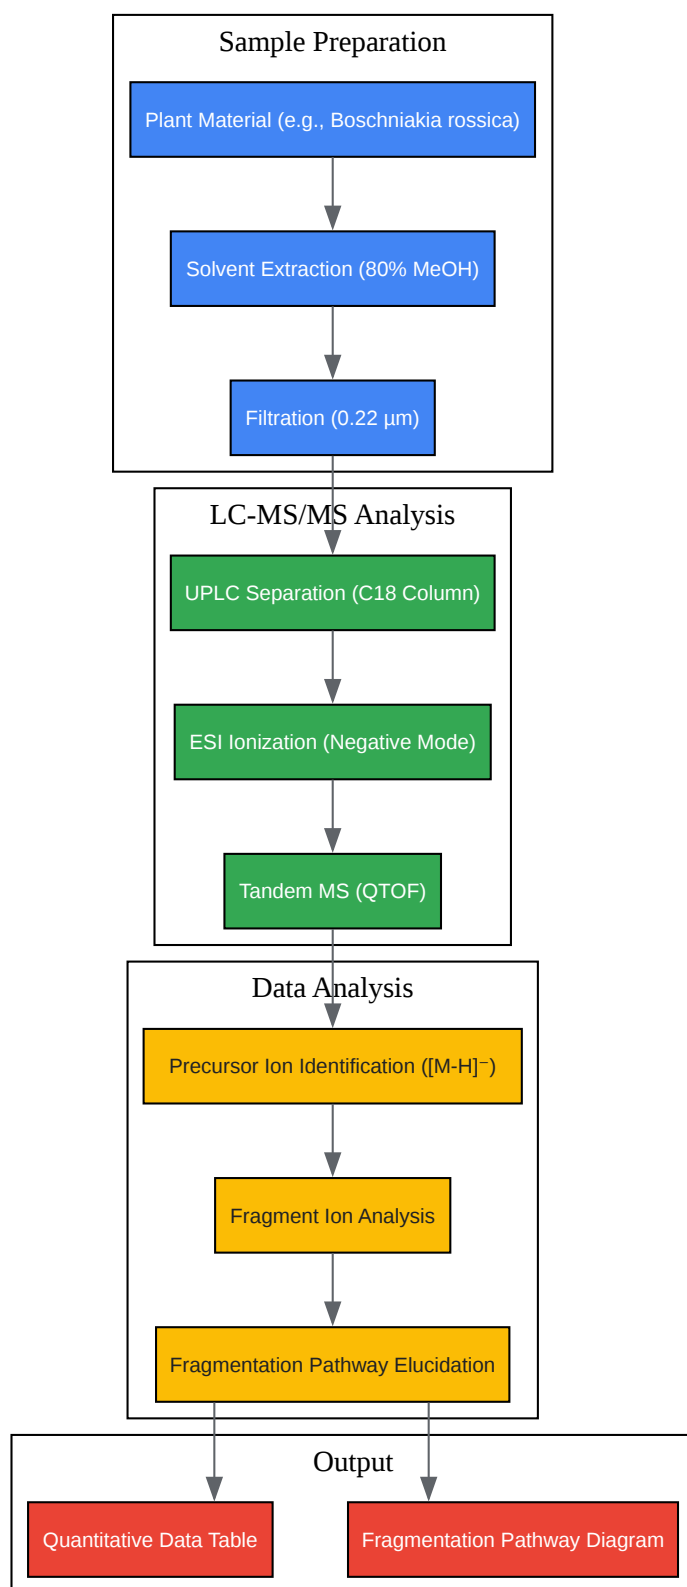 Sample Preparation
Plant Material (e.g., Boschniakia rossica)
Solvent Extraction (80% MeOH)
Filtration (0.22 µm)
LC-MS/MS Analysis
UPLC Separation (C18 Column)
ESI Ionization (Negative Mode)
Tandem MS (QTOF)
Data Analysis
Precursor Ion Identification ([M-H]⁻)
Fragment Ion Analysis
Fragmentation Pathway Elucidation
Output
Quantitative Data Table
Fragmentation Pathway Diagram